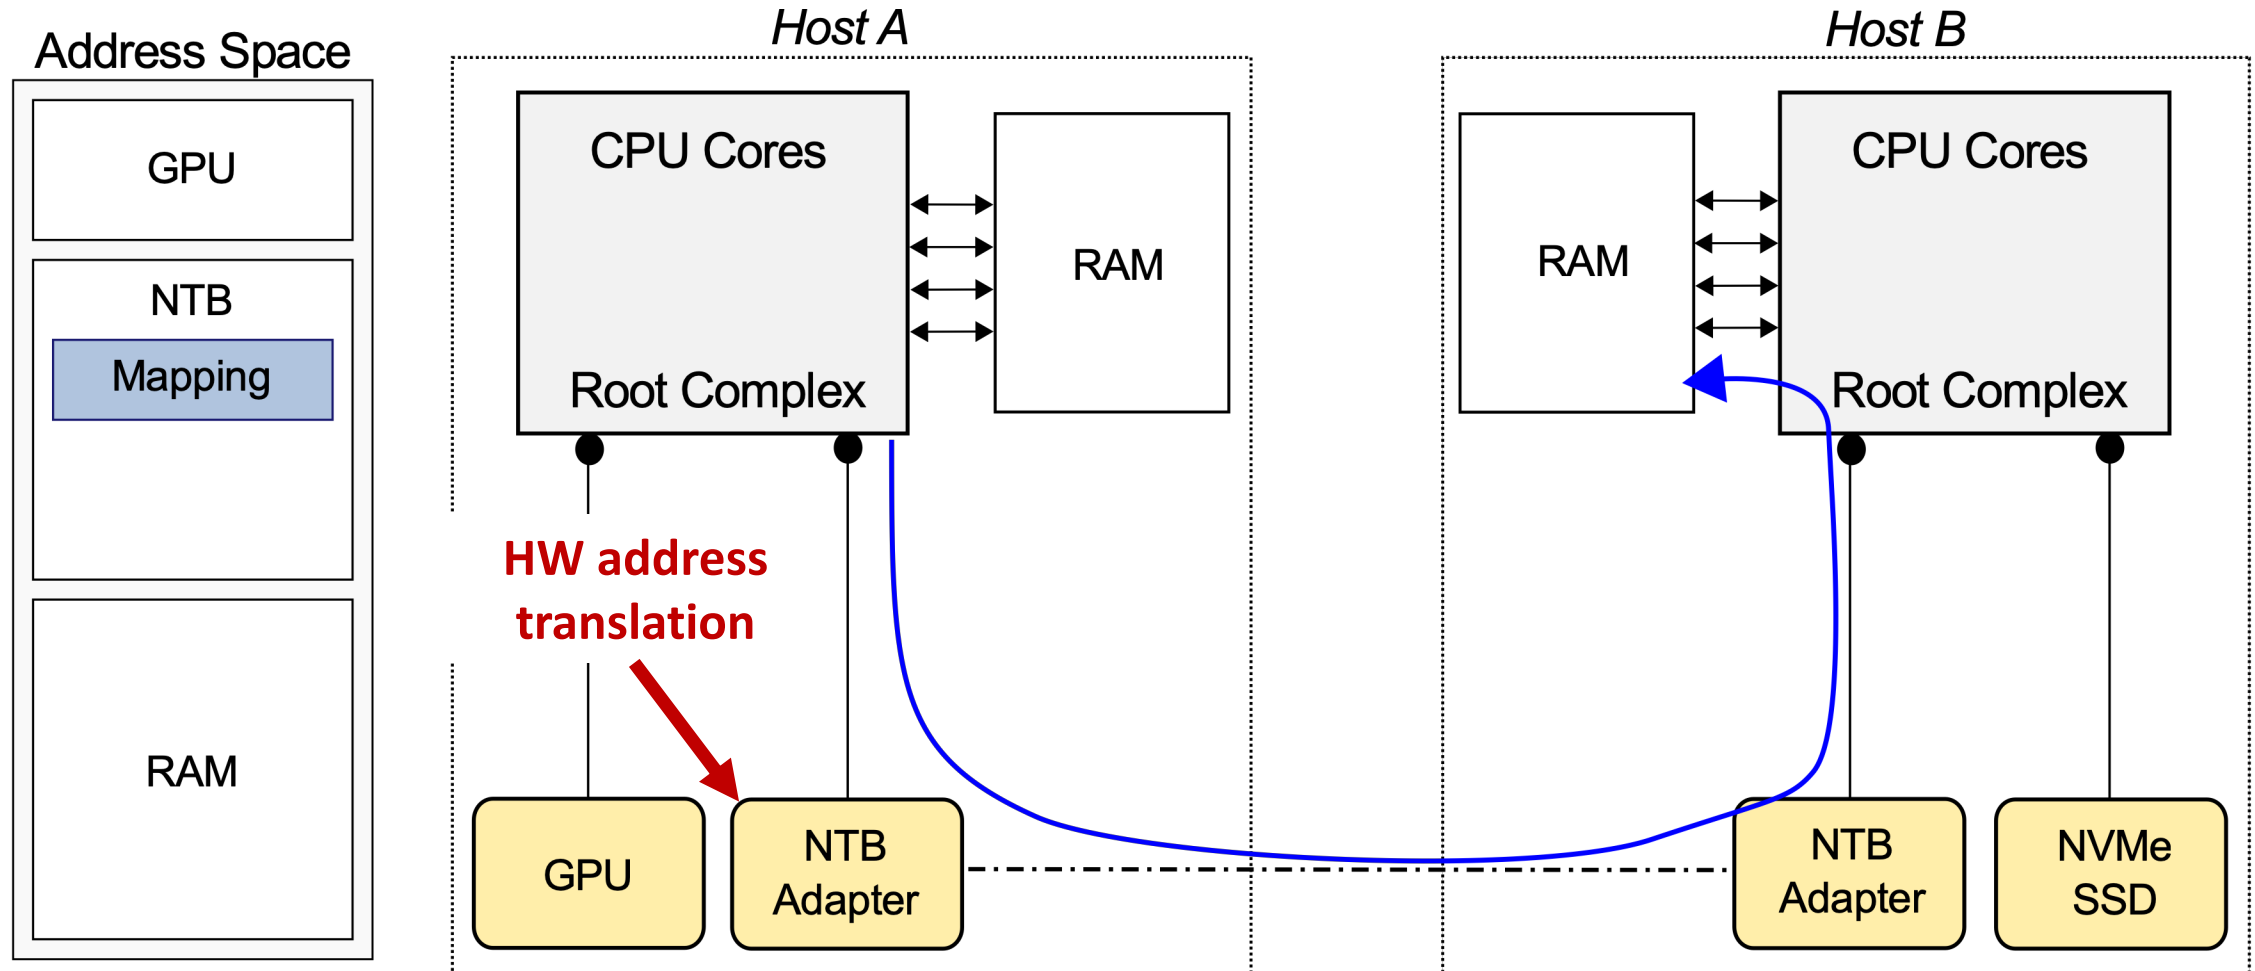 Address Space
GPU
NTB
Mapping
RAM
Host A
CPU Cores
Root Complex
RAM
HW address
translation
GPU
NTB
Adapter
Host B
RAM
CPU Cores
Root Complex
NTB
Adapter
NVMe
SSD